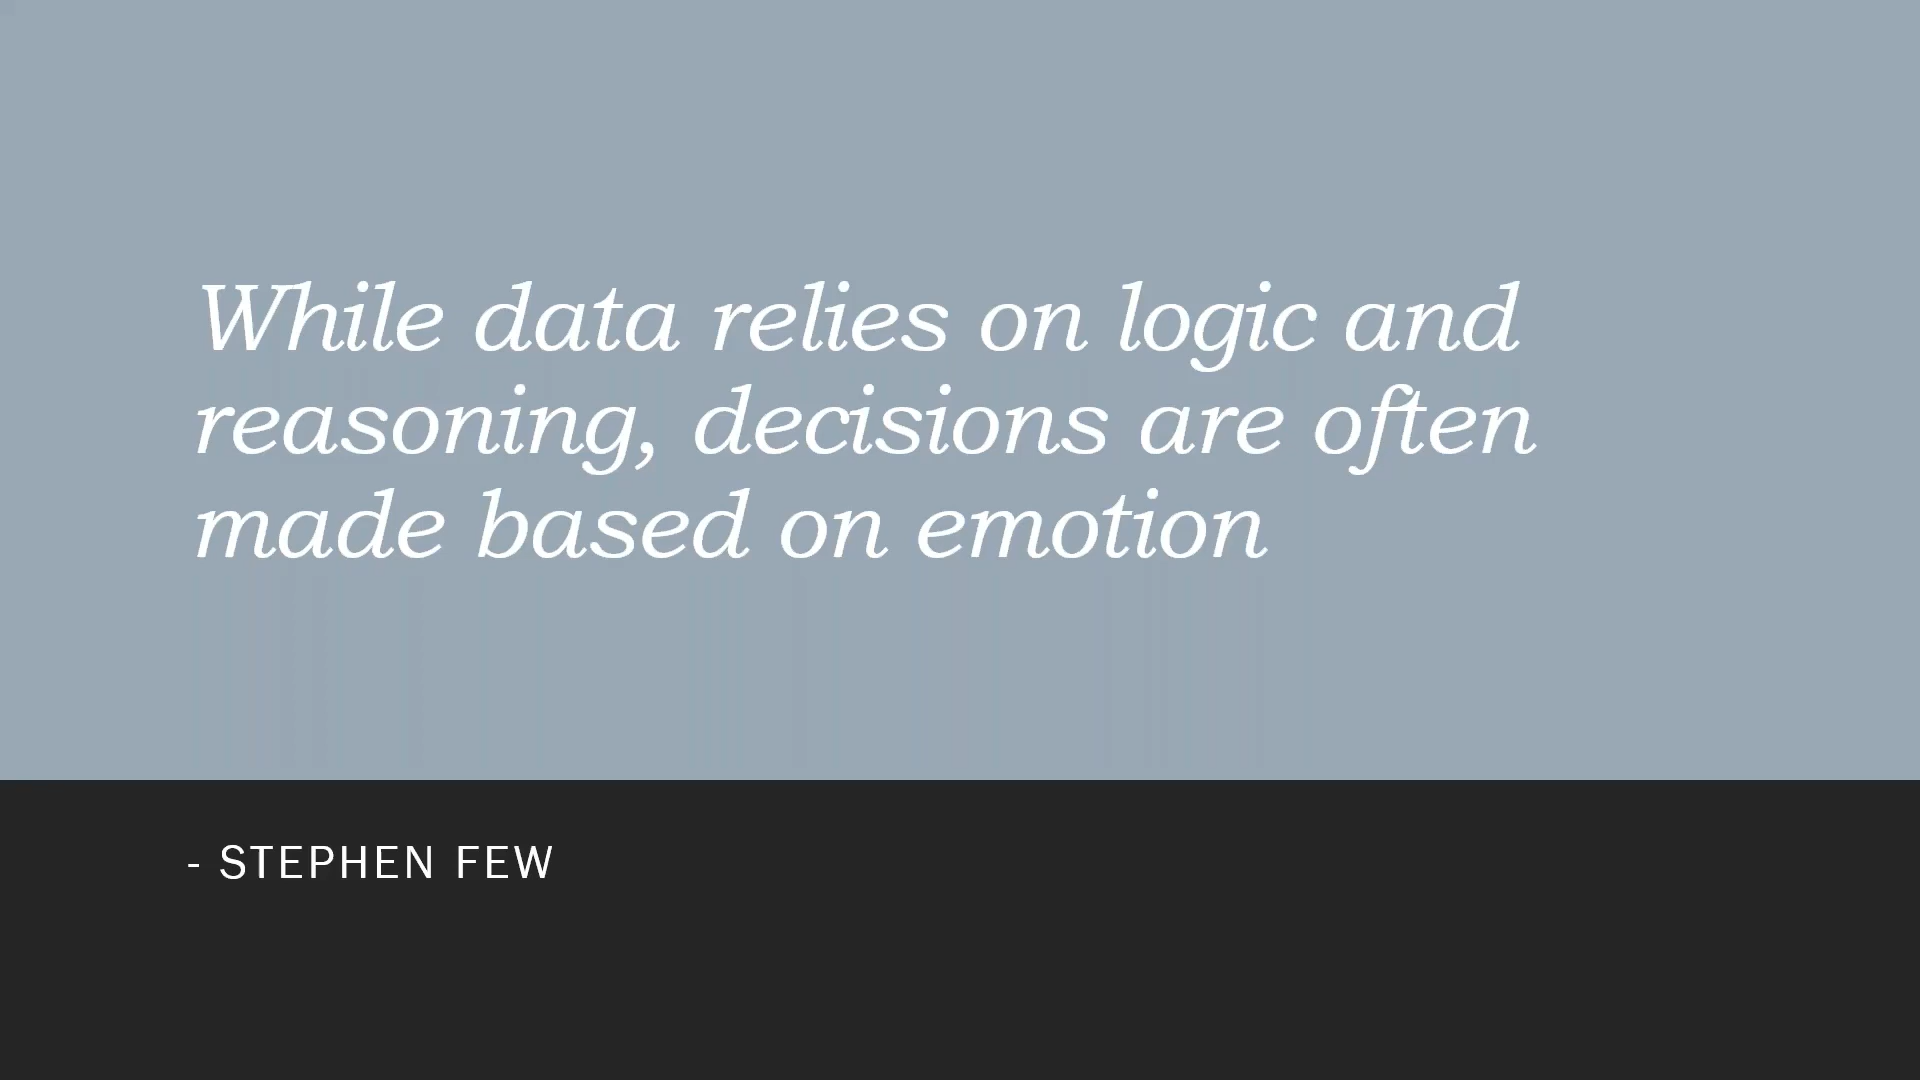 While data relies on logic and
reasoning, decisions are often
made based on emotion
- STEPHEN FEW